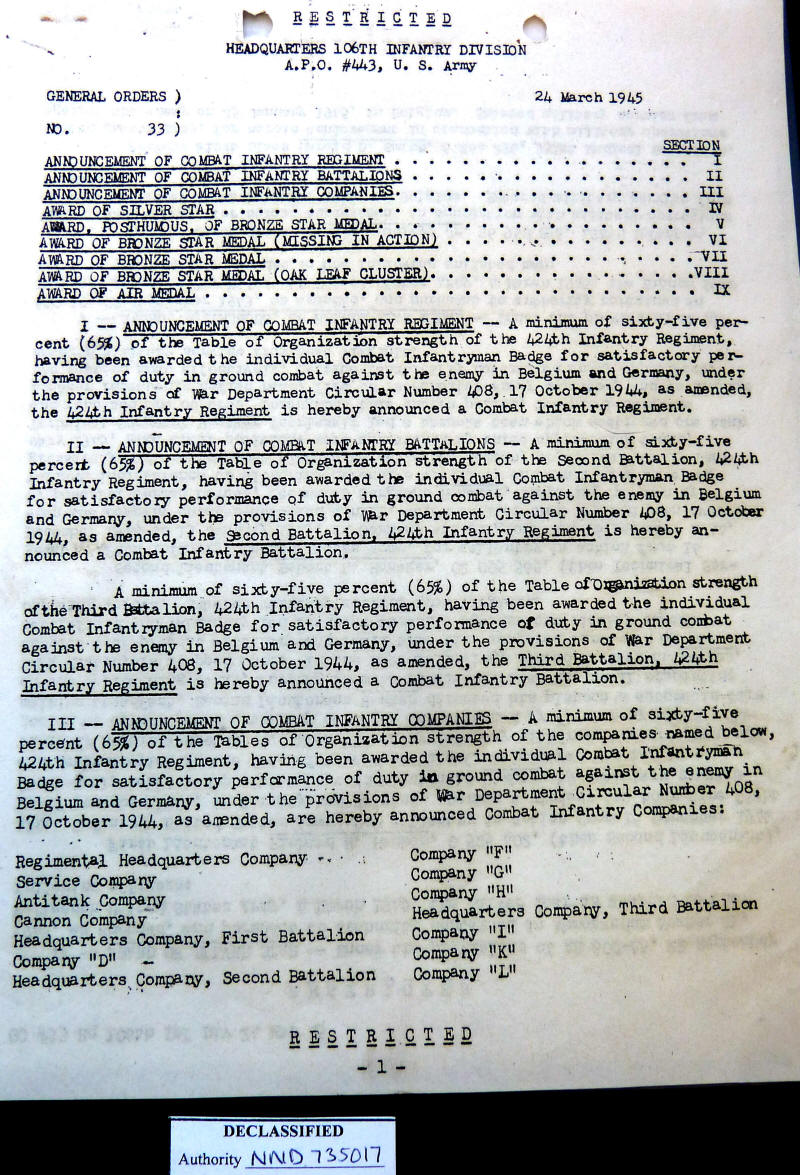 RESTRICTED
HEADQUARTERS 106TH INFANTRY DIVISION
A.P.O. #443, U. S. Army
GENERAL ORDERS ) 24 March 1945
:
NO. 33 )
SECTION
ANNOUNCEMENT OF COMBAT INFANTRY REGIMENT . . . . . . . . . . . . . . . . . I
ANNOUNCEMENT OF COMBAT INFANTRY BATTALIONS . . . . . . . . . . . . . . . . II
ANNOUNCEMENT OF COMBAT INFANTRY COMPANIES. . . . . . . . . . . . . . . . . III
AWARD OF SILVER STAR . . . . . . . . . . . . . . . . . . . . . . . . . . . IV
AWARD, POSTHUMOUS, OF BRONZE STAR MEDAL. . . . . . . . . . . . . . . . . . V
AWARD OF BRONZE STAR MEDAL (MISSING IN ACTION) . . . . . . . . . . . . . . VI
AWARD OF BRONZE STAR MEDAL . . . . . . . . . . . . . . . . . . . . . . . . VII
AWARD OF BRONZE STAR MEDAL (OAK LEAF CLUSTER). . . . . . . . . . . . . . .VIII
AWARD OF AIR MEDAL . . . . . . . . . . . . . . . . . . . . . . . . . . . . IX
I -- ANNOUNCEMENT OF COMBAT INFANTRY REGIMENT -- A minimum of sixty-five per-
cent (65%) of the Table of Organization strength of the 424th Infantry Regiment,
having been awarded the individual Combat Infantryman Badge for satisfactory per-
formance of duty in ground combat against the enemy in Belgium and Germany, under
the provisions of War Department Circular Number 408, 17 October 1944, as amended,
the 424th Infantry Regiment is hereby announced a Combat Infantry Regiment.
II -- ANNOUNCEMENT OF COMBAT INFANTRY BATTALIONS -- A minimum of sixty-five
percent (65%) of the Table of Organization strength of the Second Battalion, 424th
Infantry Regiment, having been awarded the individual Combat Infantryman Badge
for satisfactory performance of duty in ground combat against the enemy in Belgium
and Germany, under the provisions of War Department Circular Number 408, 17 October
1944, as amended, the Second Battalion, 424th Infantry Regiment is hereby an-
nounced a Combat Infantry Battalion.
A minimum of sixty-five percent (65%) of the Table of Organization strength
of the Third Battalion, 424th Infantry Regiment, having been awarded the individual
Combat Infantryman Badge for satisfactory performance of duty in ground combat
against the enemy in Belgium and Germany, under the provisions of War Department
Circular Number 408, 17 October 1944, as amended, the Third Battalion, 424th
Infantry Regiment is hereby announced a Combat Infantry Battalion.
III -- ANNOUNCEMENT OF COMBAT INFANTRY COMPANIES -- A minimum of sixty-five
percent (65%) of the Tables of Organization strength of the companies named below,
424th Infantry Regiment, having been awarded the individual Combat Infantryman
Badge for satisfactory performance of duty in ground combat against the enemy in
Belgium and Germany, under the provisions of War Department Circular Number 408,
17 October 1944, as amended, are hereby announced Combat Infantry Companies:
Regimental Headquarters Company
Service Company
Antitank Company
Cannon Company
Headquarters Company, First Battalion
Company "D"
Headquarters Company, Second Battalion
Company "F"
Company "G"
Company "H"
Headquarters Company, Third Battalion
Company "I"
Company "K"
Company "L"
RESTRICTED
- 1 -
DECLASSIFIED
Authority NND 735017